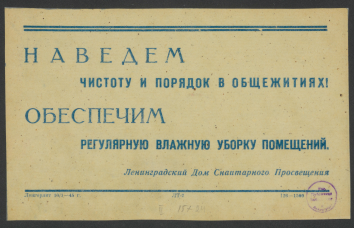 НАВЕДЕМ
ЧИСТОТУ И ПОРЯДОК В ОБЩЕЖИТИЯХ!
ОБЕСПЕЧИМ
РЕГУЛЯРНУЮ ВЛАЖНУЮ УБОРКУ ПОМЕЩЕНИЙ.
Ленинградский Дом Санитарного Просвещения